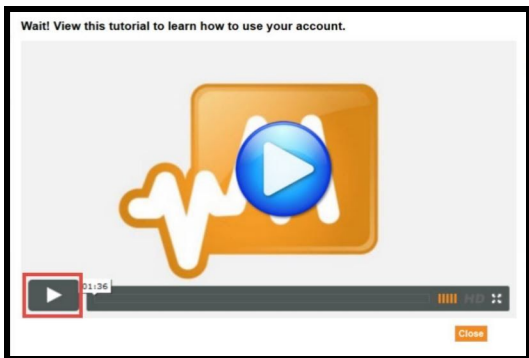 Wait! View this tutorial to learn how to use your account.
M
01:36
HD
Close